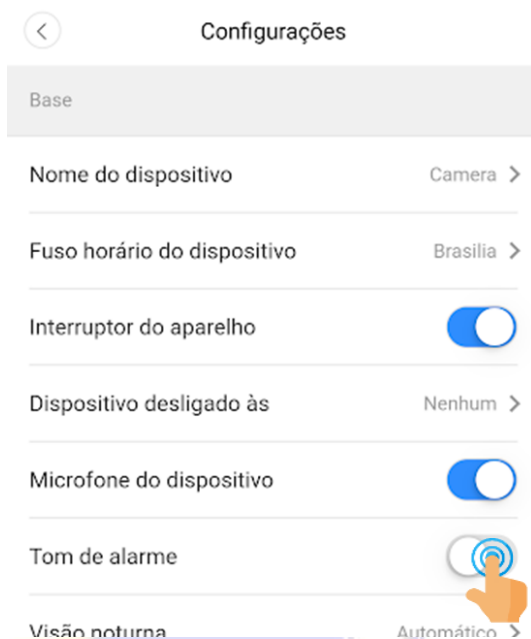 Configurações
Base
Nome do dispositivo Camera
Fuso horário do dispositivo Brasilia
Interruptor do aparelho
Dispositivo desligado às Nenhum
Microfone do dispositivo
Tom de alarme
Visão noturna Automático